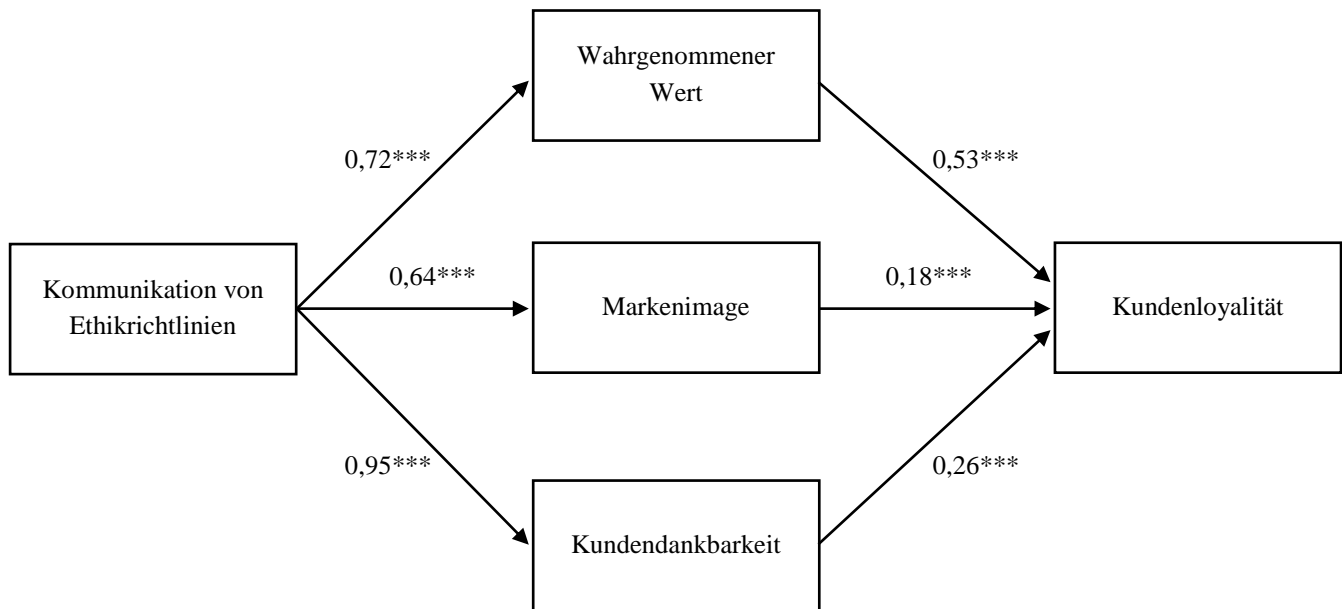 Wahrgenommener
Wert
0,72***
0,53***
Kommunikation von
Ethikrichtlinien
0,64***
Markenimage
0,18***
Kundenloyalität
0,95***
0,26***
Kundendankbarkeit